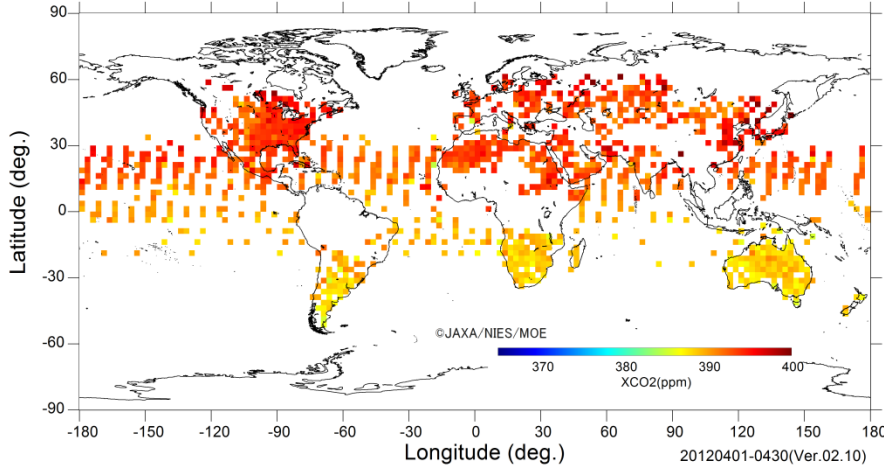 90
60
30
0
-30
-60
-90
Latitude (deg.)
©JAXA/NIES/MOE
370 380 390 400
XCO2(ppm)
-180 -150 -120 -90 -60 -30 0 30 60 90 120 150 180
Longitude (deg.)
20120401-0430(Ver.02.10)